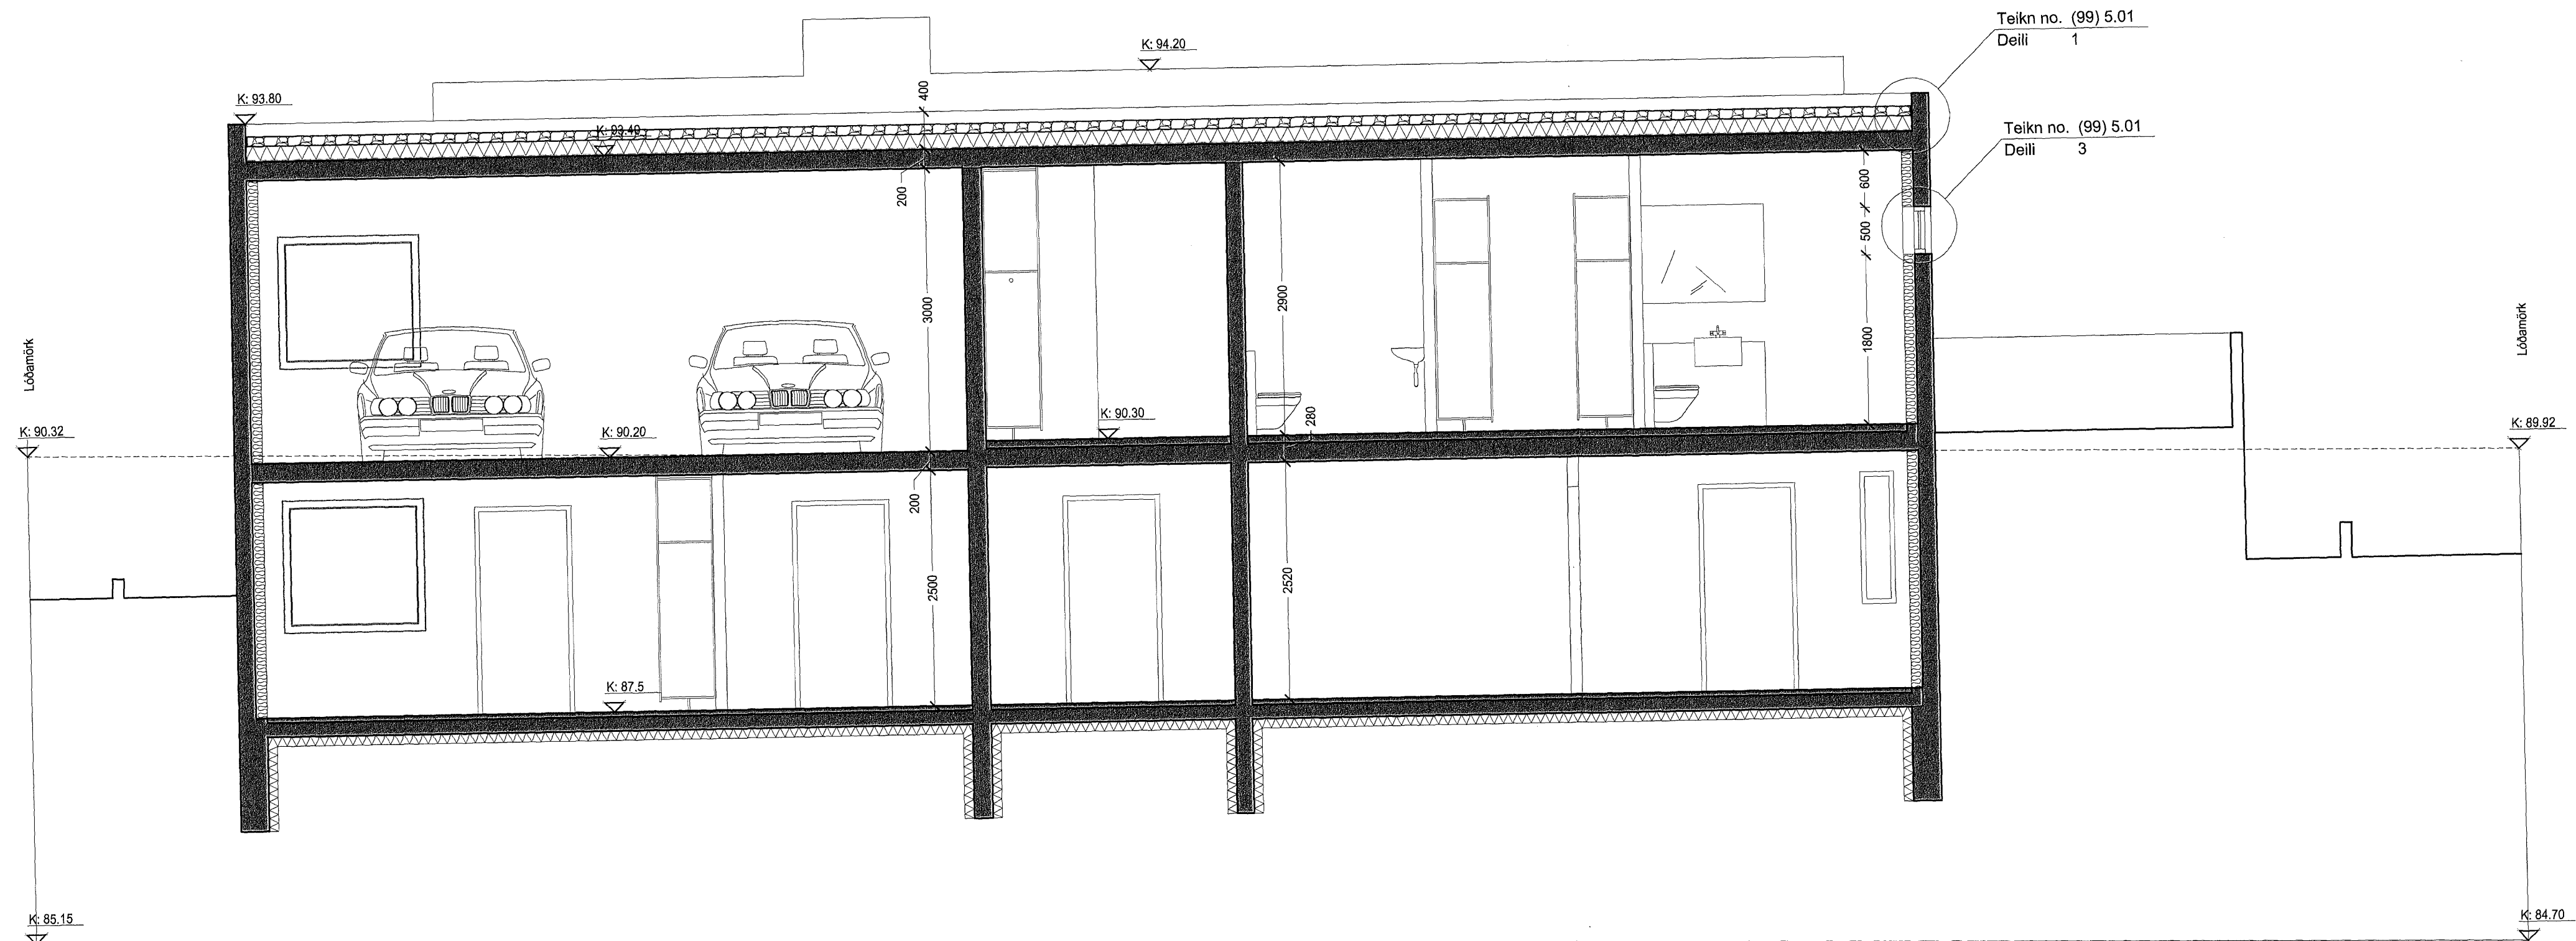 Teikn no. (99) 5.01
Deili 1
K: 94.20
K: 93.80
400
K: 93.40
Teikn no. (99) 5.01
Deili 3
200
600
500
3000
2900
1800
Lóðamörk
Lóðamörk
K: 90.32
K: 90.20
K: 90.30
280
K: 89.92
200
2500
2520
K: 87.5
K: 85.15
K: 84.70